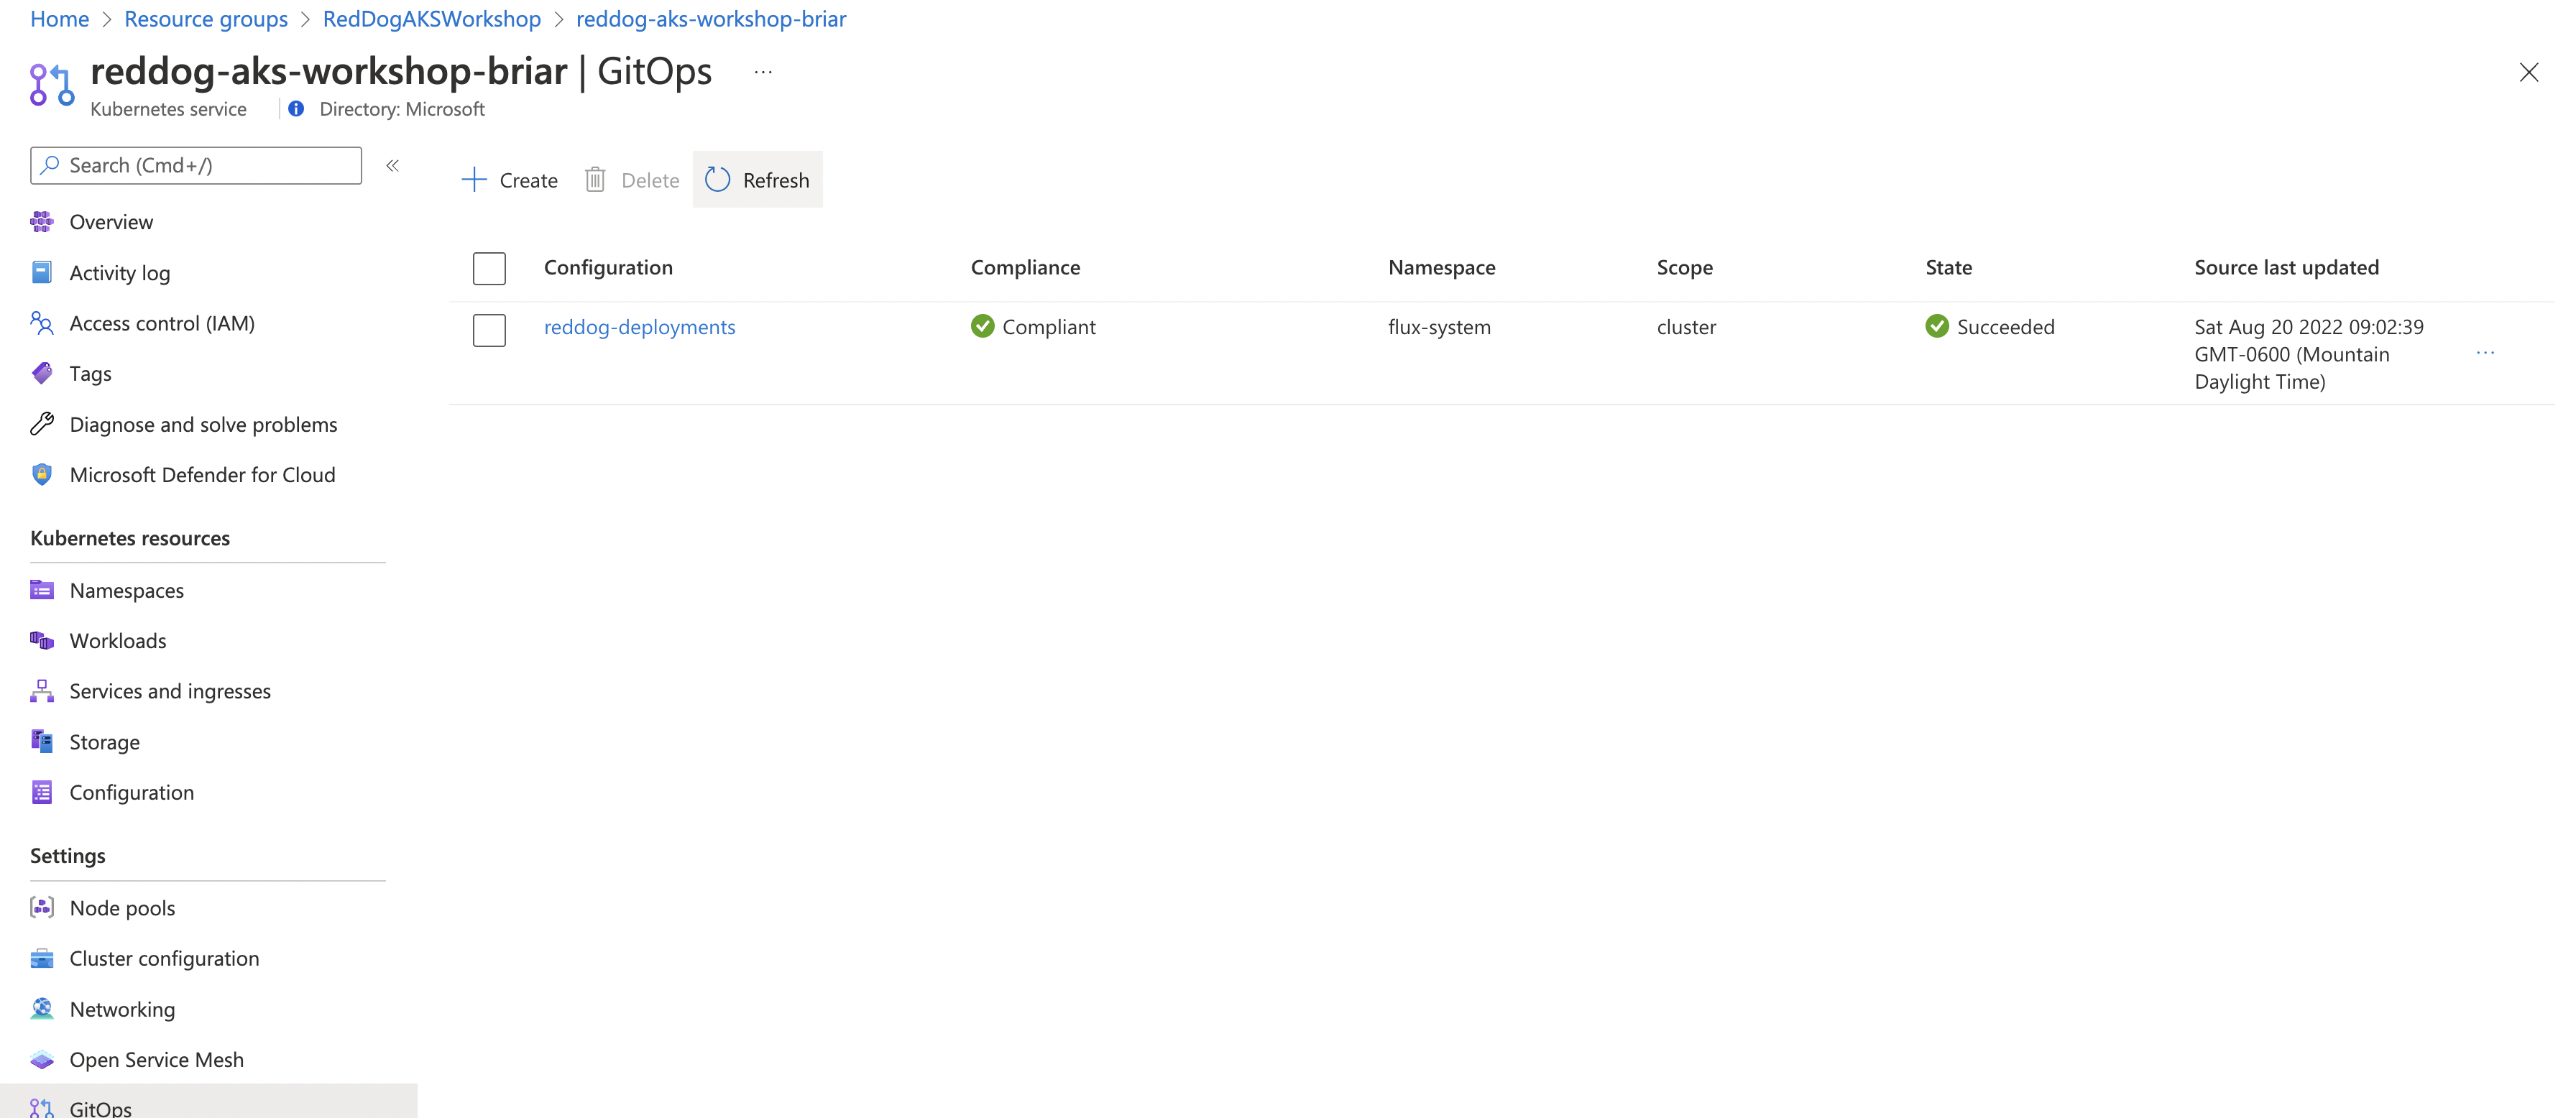 Home > Resource groups > RedDogAKSWorkshop > reddog-aks-workshop-briar
reddog-aks-workshop-briar | GitOps ...
Kubernetes service | Directory: Microsoft
Search (Cmd+/)
Overview
Activity log
Access control (IAM)
Tags
Diagnose and solve problems
Microsoft Defender for Cloud
Kubernetes resources
Namespaces
Workloads
Services and ingresses
Storage
Configuration
Settings
Node pools
Cluster configuration
Networking
Open Service Mesh
GitOps
Create Delete Refresh
Configuration Compliance Namespace Scope State Source last updated
reddog-deployments Compliant flux-system cluster Succeeded Sat Aug 20 2022 09:02:39
GMT-0600 (Mountain
Daylight Time)